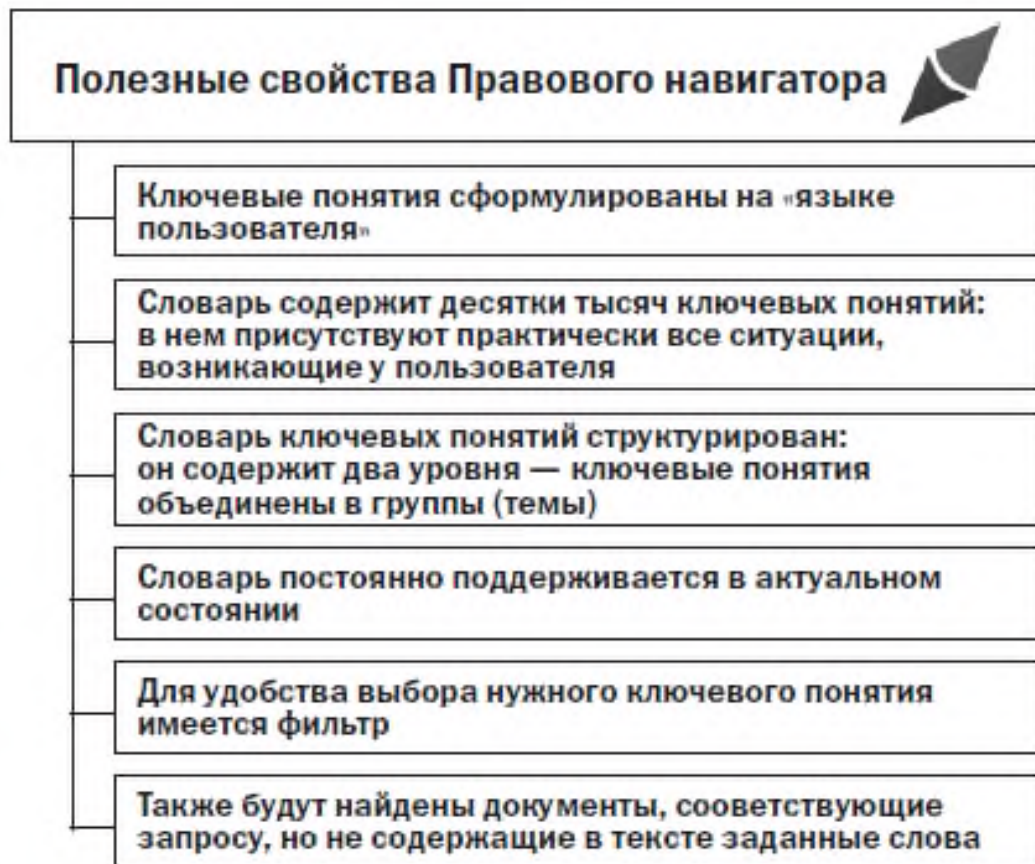 Полезные свойства Правового навигатора
Ключевые понятия сформулированы на «языке
пользователя»
Словарь содержит десятки тысяч ключевых понятий:
в нем присутствуют практически все ситуации,
возникающие у пользователя
Словарь ключевых понятий структурирован:
он содержит два уровня — ключевые понятия
объединены в группы (темы)
Словарь постоянно поддерживается в актуальном
состоянии
Для удобства выбора нужного ключевого понятия
имеется фильтр
Также будут найдены документы, сооветствующие
запросу, но не содержащие в тексте заданные слова